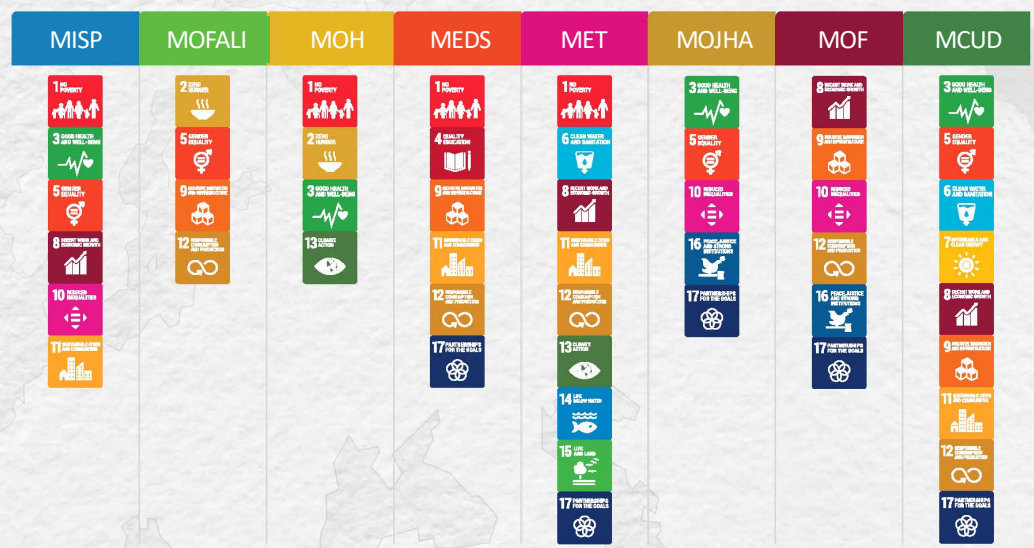 MISP MOFALI MOH MEDS MET MOJHA MOF MCUD
1 NO
POVERTY
3 GOOD HEALTH
AND WELL-BEING
5 GENDER
EQUALITY
8 DECENT WORK AND
ECONOMIC GROWTH
10 REDUCED
INEQUALITIES
11 SUSTAINABLE CITIES
AND COMMUNITIES
2 ZERO
HUNGER
5 GENDER
EQUALITY
9 INDUSTRY, INNOVATION
AND INFRASTRUCTURE
12 RESPONSIBLE
CONSUMPTION
AND PRODUCTION
1 NO
POVERTY
2 ZERO
HUNGER
3 GOOD HEALTH
AND WELL-BEING
13 CLIMATE
ACTION
1 NO
POVERTY
4 QUALITY
EDUCATION
9 INDUSTRY, INNOVATION
AND INFRASTRUCTURE
11 SUSTAINABLE CITIES
AND COMMUNITIES
12 RESPONSIBLE
CONSUMPTION
AND PRODUCTION
17 PARTNERSHIPS
FOR THE GOALS
1 NO
POVERTY
6 CLEAN WATER
AND SANITATION
8 DECENT WORK AND
ECONOMIC GROWTH
11 SUSTAINABLE CITIES
AND COMMUNITIES
12 RESPONSIBLE
CONSUMPTION
AND PRODUCTION
13 CLIMATE
ACTION
14 LIFE
BELOW WATER
15 LIFE
AND LAND
17 PARTNERSHIPS
FOR THE GOALS
3 GOOD HEALTH
AND WELL-BEING
5 GENDER
EQUALITY
10 REDUCED
INEQUALITIES
16 PEACE, JUSTICE
AND STRONG
INSTITUTIONS
17 PARTNERSHIPS
FOR THE GOALS
8 DECENT WORK AND
ECONOMIC GROWTH
9 INDUSTRY, INNOVATION
AND INFRASTRUCTURE
10 REDUCED
INEQUALITIES
12 RESPONSIBLE
CONSUMPTION
AND PRODUCTION
16 PEACE, JUSTICE
AND STRONG
INSTITUTIONS
17 PARTNERSHIPS
FOR THE GOALS
3 GOOD HEALTH
AND WELL-BEING
5 GENDER
EQUALITY
6 CLEAN WATER
AND SANITATION
7 AFFORDABLE AND
CLEAN ENERGY
8 DECENT WORK AND
ECONOMIC GROWTH
9 INDUSTRY, INNOVATION
AND INFRASTRUCTURE
11 SUSTAINABLE CITIES
AND COMMUNITIES
12 RESPONSIBLE
CONSUMPTION
AND PRODUCTION
17 PARTNERSHIPS
FOR THE GOALS